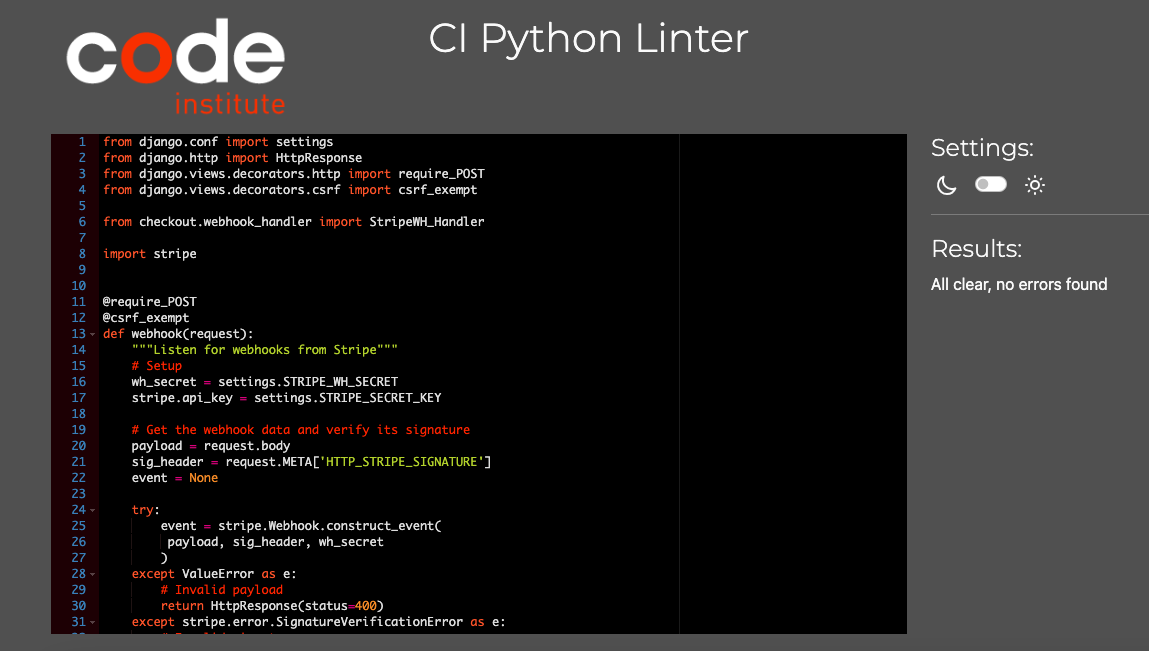 code
institute
CI Python Linter
1 from django.conf import settings
2 from django.http import HttpResponse
3 from django.views.decorators.http import require_POST
4 from django.views.decorators.csrf import csrf_exempt
5
6 from checkout.webhook_handler import StripeWH_Handler
7
8 import stripe
9
10
11 @require_POST
12 @csrf_exempt
13 def webhook(request):
14     """Listen for webhooks from Stripe"""
15     # Setup
16     wh_secret = settings.STRIPE_WH_SECRET
17     stripe.api_key = settings.STRIPE_SECRET_KEY
18
19     # Get the webhook data and verify its signature
20     payload = request.body
21     sig_header = request.META['HTTP_STRIPE_SIGNATURE']
22     event = None
23
24     try:
25         event = stripe.Webhook.construct_event(
26          payload, sig_header, wh_secret
27         )
28     except ValueError as e:
29         # Invalid payload
30         return HttpResponse(status=400)
31     except stripe.error.SignatureVerificationError as e:
Settings:
Results:
All clear, no errors found